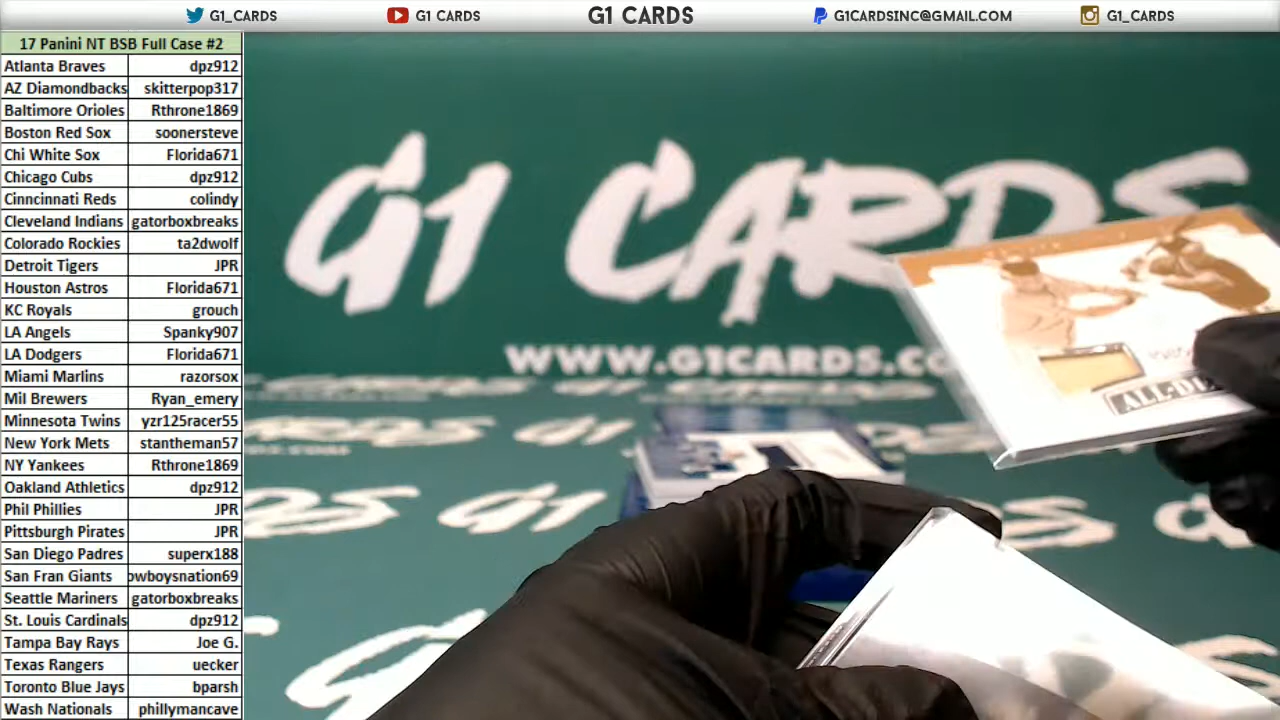 G1_CARDS G1 CARDS G1 CARDS G1CARDSINC@GMAIL.COM G1_CARDS
17 Panini NT BSB Full Case #2
Atlanta Braves dpz912
AZ Diamondbacks skitterpop317
Baltimore Orioles Rthrone1869
Boston Red Sox soonersteve
Chi White Sox Florida671
Chicago Cubs dpz912
Cinncinnati Reds colindy
Cleveland Indians gatorboxbreaks
Colorado Rockies ta2dwolf
Detroit Tigers JPR
Houston Astros Florida671
KC Royals grouch
LA Angels Spanky907
LA Dodgers Florida671
Miami Marlins razorsox
Mil Brewers Ryan_emery
Minnesota Twins yzr125racer55
New York Mets stantheman57
NY Yankees Rthrone1869
Oakland Athletics dpz912
Phil Phillies JPR
Pittsburgh Pirates JPR
San Diego Padres superx188
San Fran Giants owboysnation69
Seattle Mariners gatorboxbreaks
St. Louis Cardinals dpz912
Tampa Bay Rays Joe G.
Texas Rangers uecker
Toronto Blue Jays bparsh
Wash Nationals phillymancave
G1 CARDS
WWW.G1CARDS.CO
G1
G1